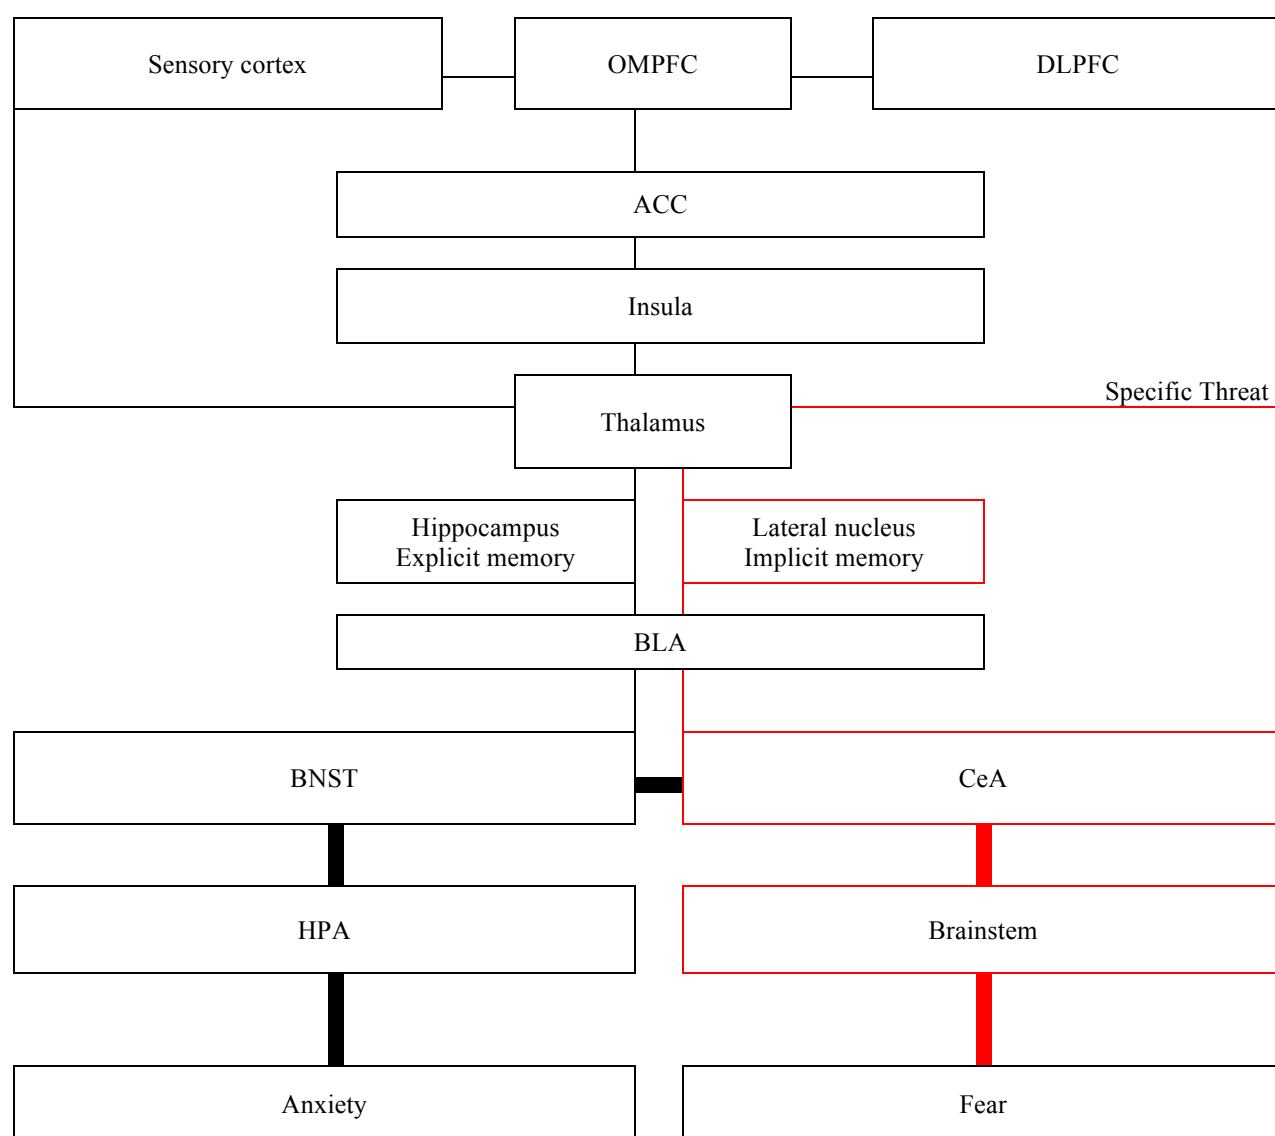 Sensory cortex
OMPFC
DLPFC
ACC
Insula
Specific Threat
Thalamus
Hippocampus
Explicit memory
Lateral nucleus
Implicit memory
BLA
BNST
CeA
HPA
Brainstem
Anxiety
Fear